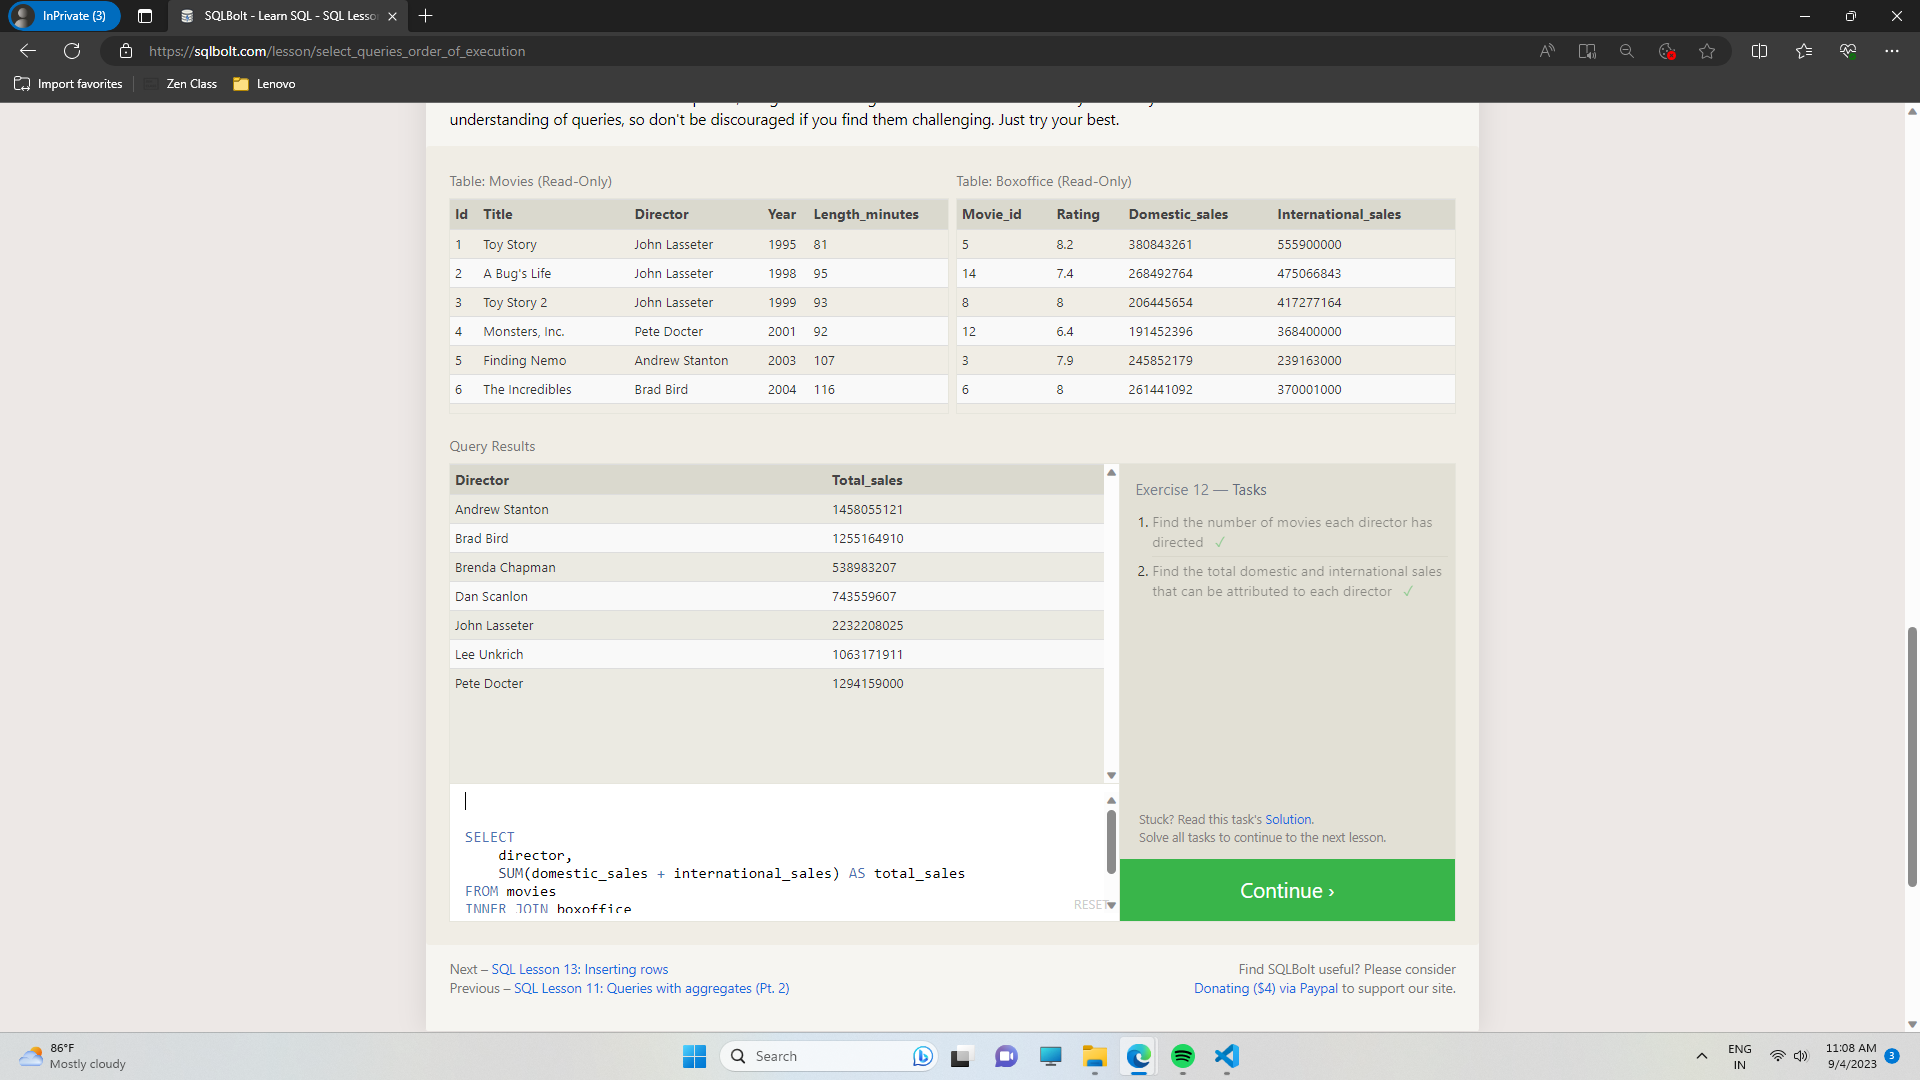 InPrivate (3)
SQLBolt - Learn SQL - SQL Lesso
https://sqlbolt.com/lesson/select_queries_order_of_execution
Import favorites
Zen Class
Lenovo
understanding of queries, so don't be discouraged if you find them challenging. Just try your best.
Table: Movies (Read-Only)
Id Title Director Year Length_minutes
1 Toy Story John Lasseter 1995 81
2 A Bug's Life John Lasseter 1998 95
3 Toy Story 2 John Lasseter 1999 93
4 Monsters, Inc. Pete Docter 2001 92
5 Finding Nemo Andrew Stanton 2003 107
6 The Incredibles Brad Bird 2004 116
Table: Boxoffice (Read-Only)
Movie_id Rating Domestic_sales International_sales
5 8.2 380843261 555900000
14 7.4 268492764 475066843
8 8 206445654 417277164
12 6.4 191452396 368400000
3 7.9 245852179 239163000
6 8 261441092 370001000
Query Results
Director Total_sales
Andrew Stanton 1458055121
Brad Bird 1255164910
Brenda Chapman 538983207
Dan Scanlon 743559607
John Lasseter 2232208025
Lee Unkrich 1063171911
Pete Docter 1294159000
Exercise 12 — Tasks
1. Find the number of movies each director has
directed ✓
2. Find the total domestic and international sales
that can be attributed to each director ✓
SELECT
director,
SUM(domestic_sales + international_sales) AS total_sales
FROM movies
INNER JOIN boxoffice
RESET
Stuck? Read this task's Solution.
Solve all tasks to continue to the next lesson.
Continue ›
Next – SQL Lesson 13: Inserting rows
Previous – SQL Lesson 11: Queries with aggregates (Pt. 2)
Find SQLBolt useful? Please consider
Donating ($4) via Paypal to support our site.
86°F
Mostly cloudy
Search
ENG
IN
11:08 AM
9/4/2023
3